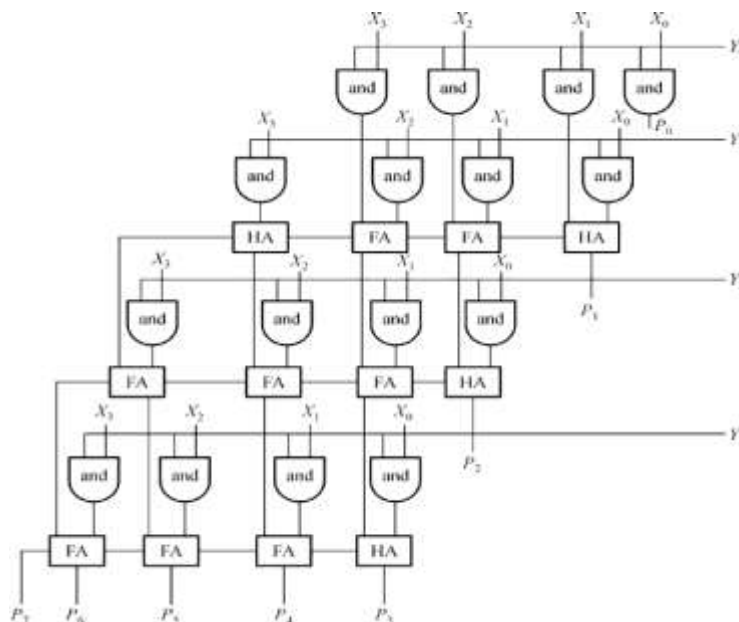 X3 X2 X1 X0
Y
and and and and
P0
X3 X2 X1 X0
Y
and and and and
HA FA FA HA
X3 X2 X1 X0
Y
P1
and and and and
FA FA FA HA
X3 X2 X1 X0
Y
P2
and and and and
FA FA FA HA
P7 P6 P5 P4 P3